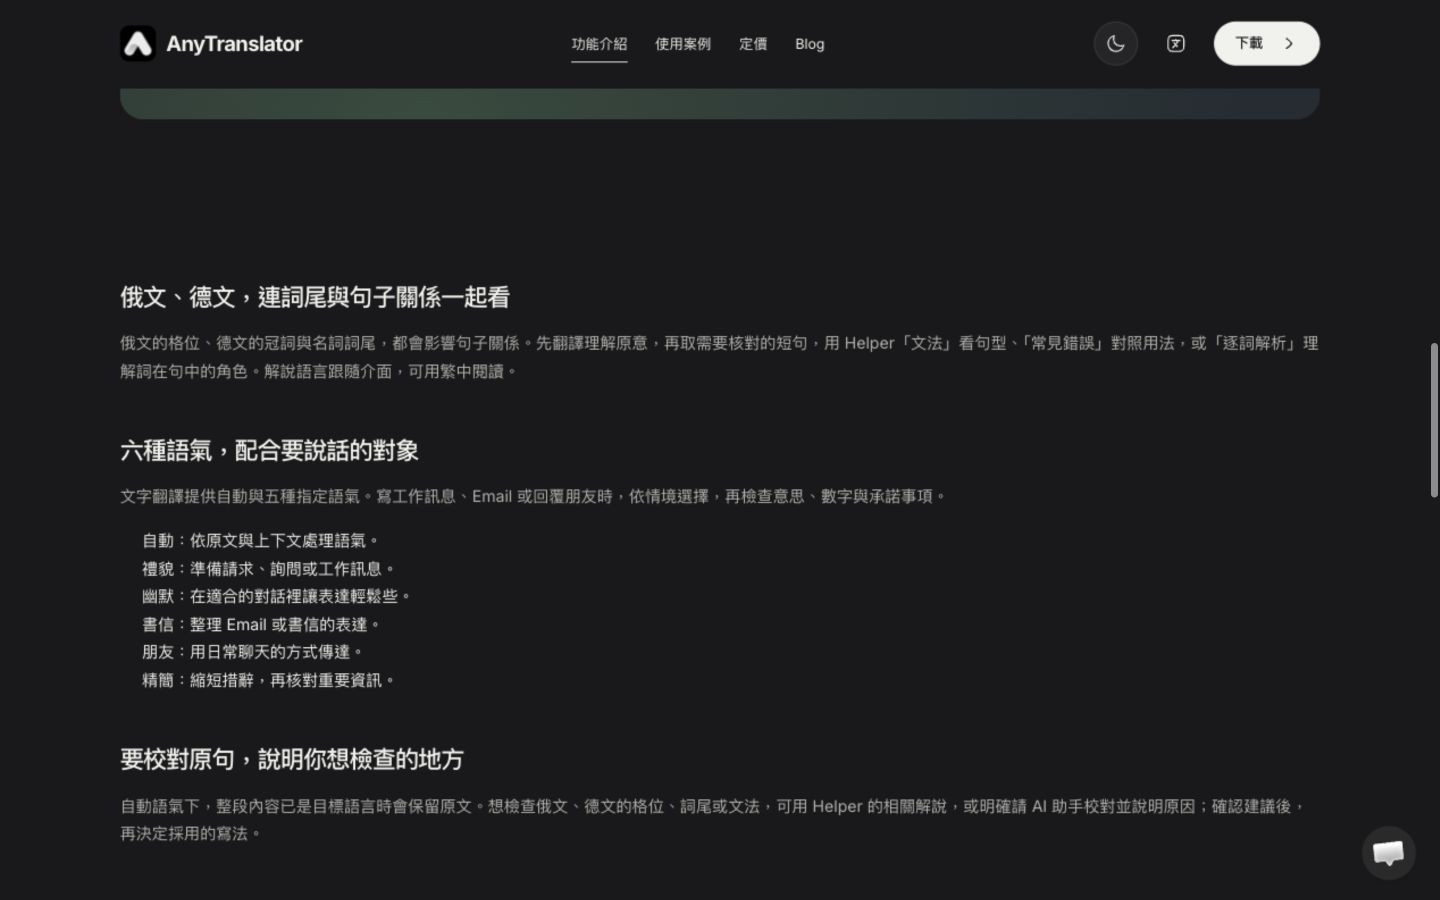 AnyTranslator
功能介紹
使用案例
定價
Blog
下載
俄文、德文，連詞尾與句子關係一起看
俄文的格位、德文的冠詞與名詞詞尾，都會影響句子關係。先翻譯理解原意，再取需要核對的短句，用 Helper「文法」看句型、「常見錯誤」對照用法，或「逐詞解析」理
解詞在句中的角色。解說語言跟隨介面，可用繁中閱讀。
六種語氣，配合要說話的對象
文字翻譯提供自動與五種指定語氣。寫工作訊息、Email 或回覆朋友時，依情境選擇，再檢查意思、數字與承諾事項。
自動：依原文與上下文處理語氣。
禮貌：準備請求、詢問或工作訊息。
幽默：在適合的對話裡讓表達輕鬆些。
書信：整理 Email 或書信的表達。
朋友：用日常聊天的方式傳達。
精簡：縮短措辭，再核對重要資訊。
要校對原句，說明你想檢查的地方
自動語氣下，整段內容已是目標語言時會保留原文。想檢查俄文、德文的格位、詞尾或文法，可用 Helper 的相關解說，或明確請 AI 助手校對並說明原因；確認建議後，
再決定採用的寫法。